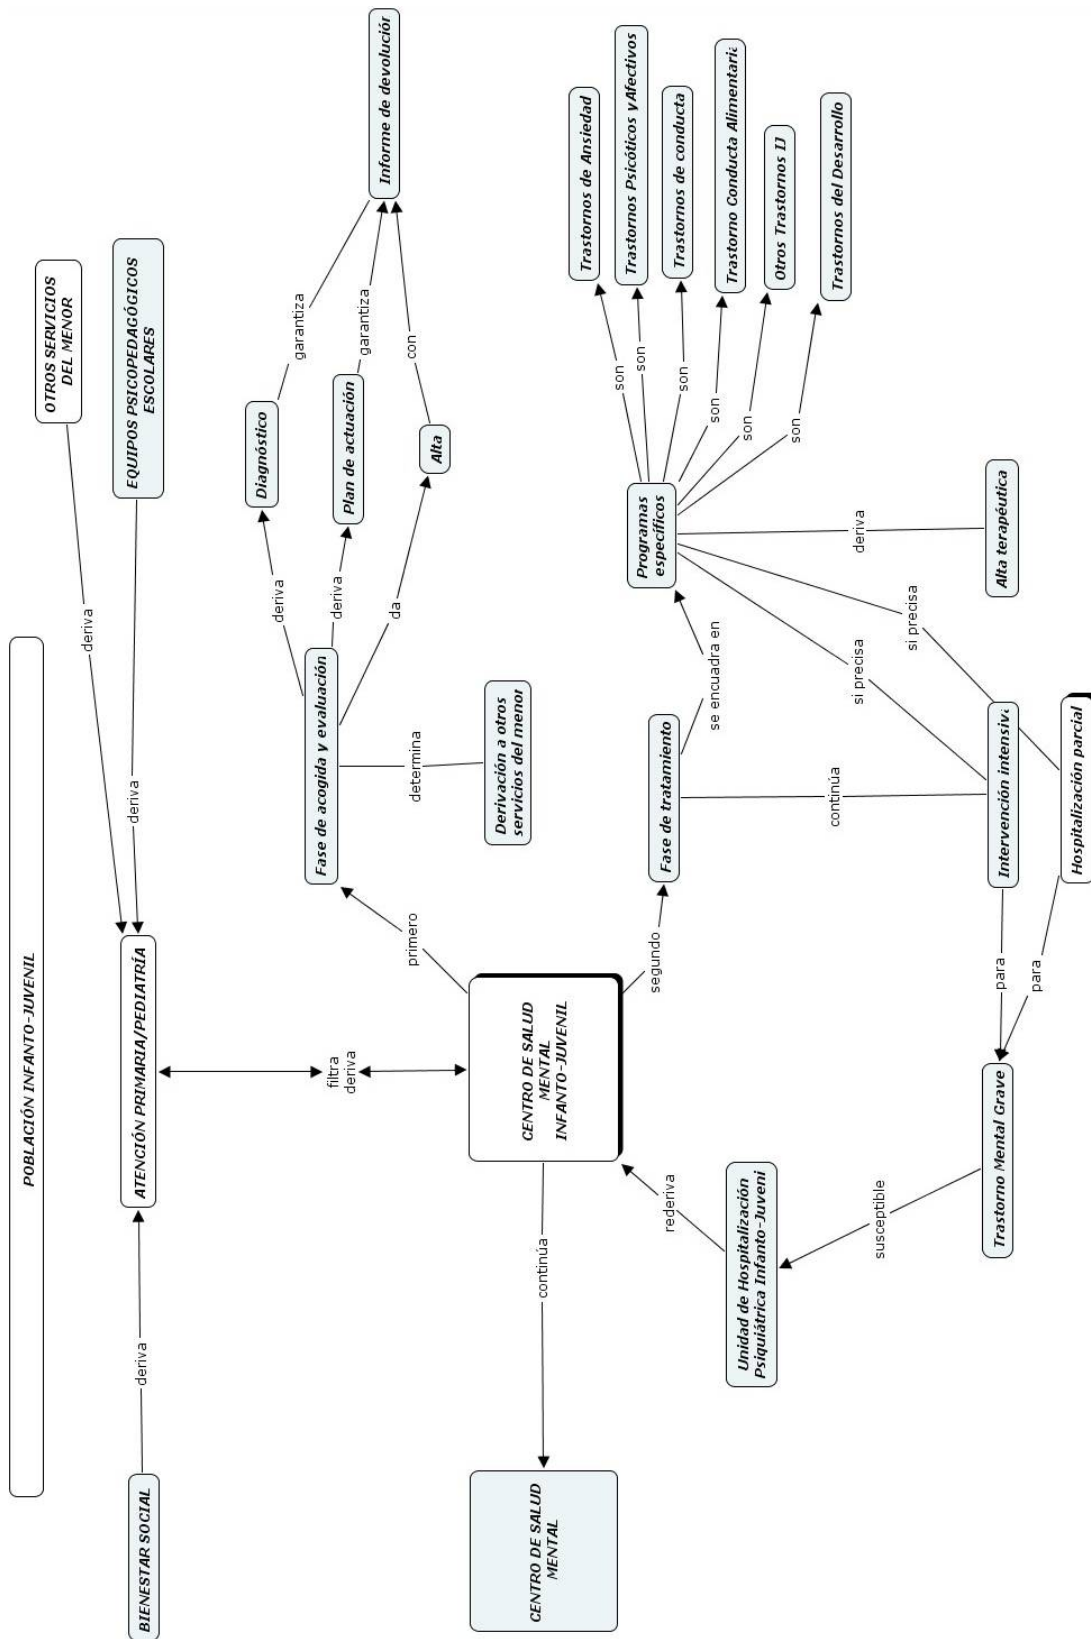 POBLACIÓN INFANTO-JUVENIL
OTROS SERVICIOS
DEL MENOR
deriva
BIENESTAR SOCIAL
deriva
ATENCIÓN PRIMARIA/PEDIATRÍA
deriva
EQUIPOS PSICOPEDAGÓGICOS
ESCOLARES
filtra
deriva
CENTRO DE SALUD
MENTAL
continúa
CENTRO DE SALUD
MENTAL
INFANTO-JUVENIL
primero
Fase de acogida y evaluación
deriva
Diagnóstico
garantiza
deriva
Plan de actuación
garantiza
da
Alta
con
Informe de devolución
determina
Derivación a otros
servicios del menor
segundo
Fase de tratamiento
se encuadra en
Programas
específicos
son
Trastornos de Ansiedad
son
Trastornos Psicóticos yAfectivos
son
Trastornos de conducta
son
Trastorno Conducta Alimentaria
son
Otros Trastornos IJ
son
Trastornos del Desarrollo
deriva
Alta terapéutica
si precisa
si precisa
continúa
Intervención intensiva
Hospitalización parcial
para
para
Trastorno Mental Grave
susceptible
Unidad de Hospitalización
Psiquiátrica Infanto-Juveni
rederiva